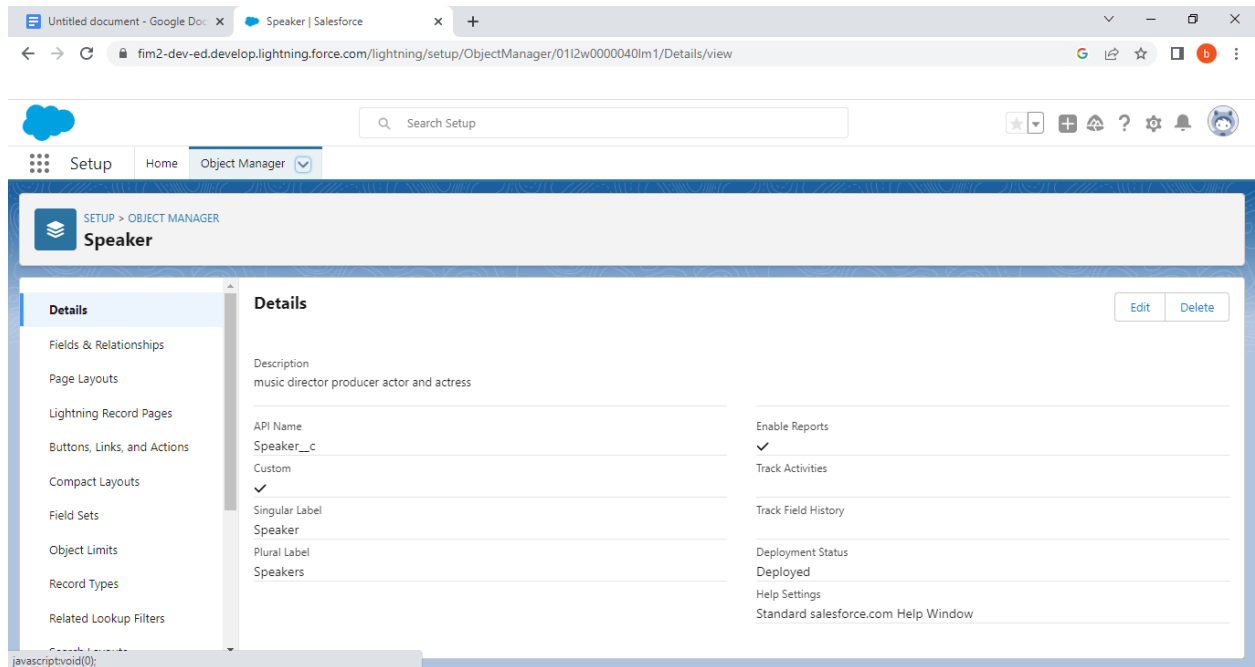 Untitled document - Google Doc
Speaker | Salesforce
fim2-dev-ed.develop.lightning.force.com/lightning/setup/ObjectManager/01I2w0000040lm1/Details/view
G
b
Search Setup
Setup
Home
Object Manager
SETUP > OBJECT MANAGER
Speaker
Details
Fields & Relationships
Page Layouts
Lightning Record Pages
Buttons, Links, and Actions
Compact Layouts
Field Sets
Object Limits
Record Types
Related Lookup Filters
Search Layouts
Details
Edit
Delete
Description
music director producer actor and actress
API Name
Speaker__c
Custom
Singular Label
Speaker
Plural Label
Speakers
Enable Reports
Track Activities
Track Field History
Deployment Status
Deployed
Help Settings
Standard salesforce.com Help Window
javascript:void(0);